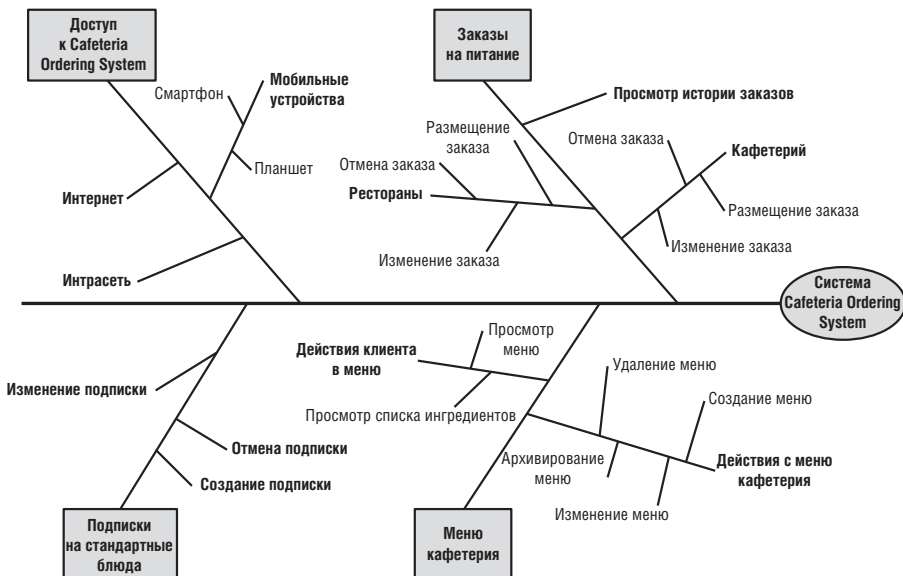 Доступ
к Cafeteria
Ordering System
Смартфон
Мобильные
устройства
Планшет
Интернет
Интрасеть
Заказы
на питание
Просмотр истории заказов
Размещение
заказа
Отмена заказа
Рестораны
Изменение заказа
Отмена заказа
Кафетерий
Размещение заказа
Изменение заказа
Система
Cafeteria Ordering
System
Изменение подписки
Отмена подписки
Создание подписки
Подписки
на стандартные
блюда
Просмотр
меню
Действия клиента
в меню
Просмотр списка ингредиентов
Удаление меню
Создание меню
Архивирование
меню
Действия с меню
кафетерия
Изменение меню
Меню
кафетерия